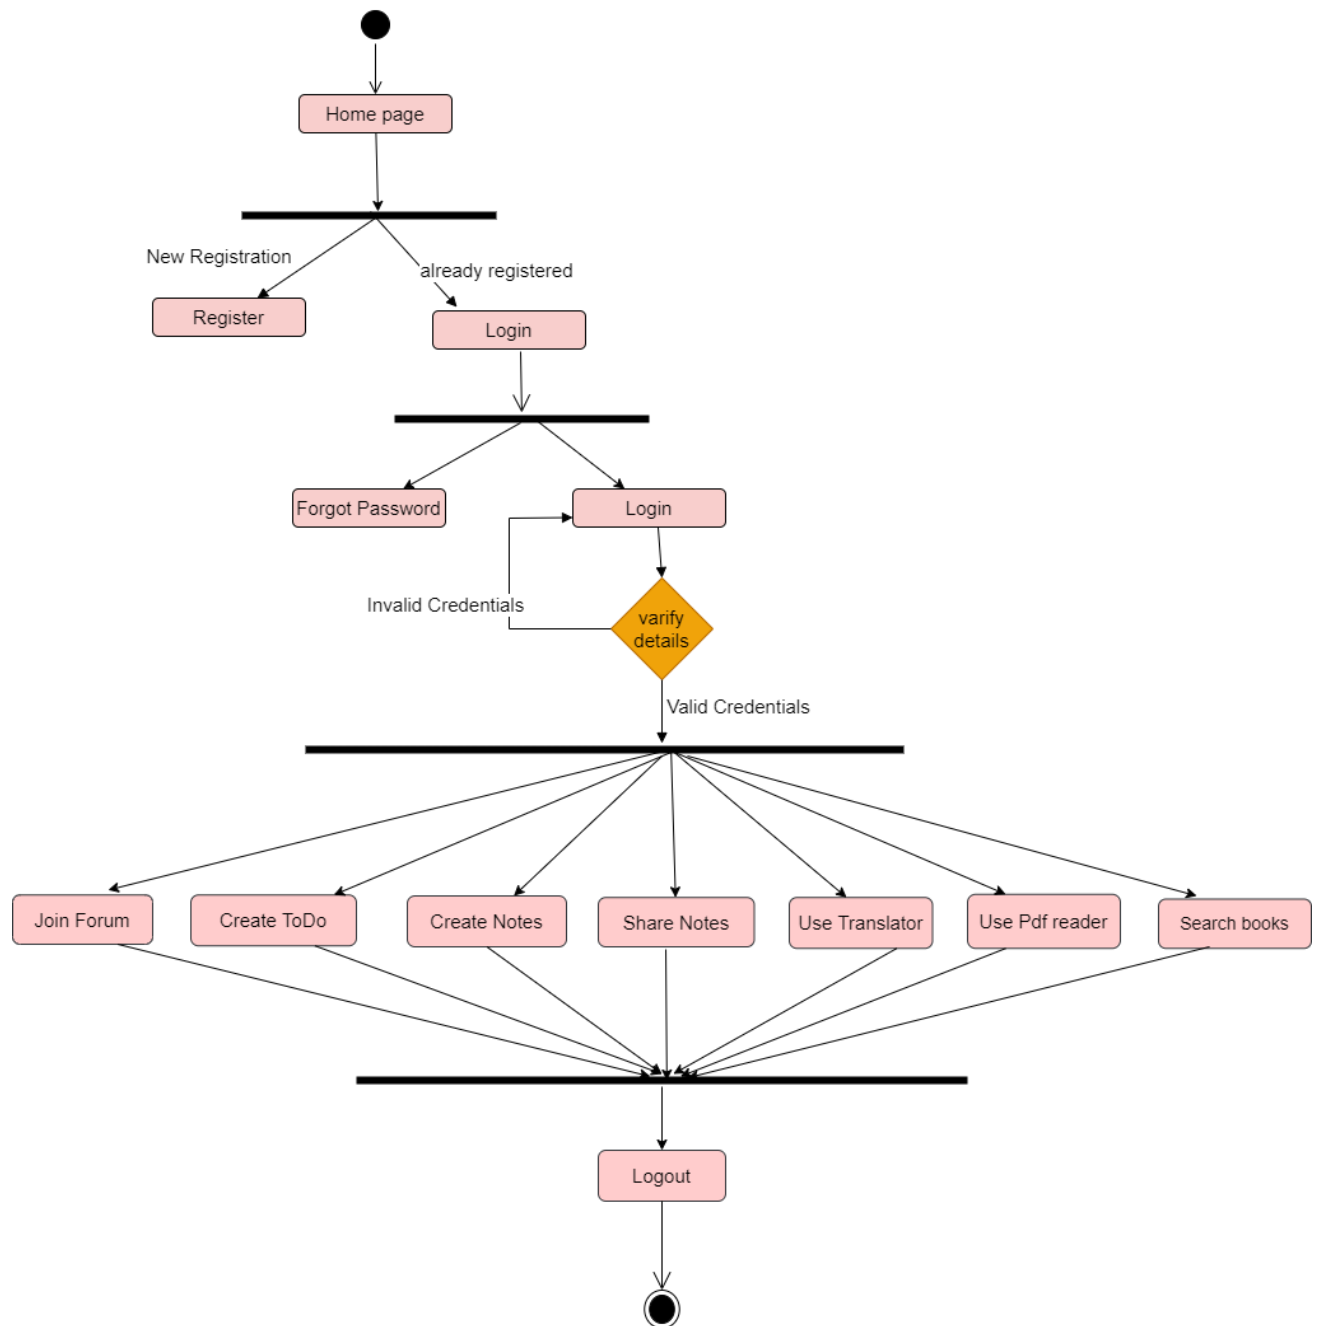 Home page
New Registration
already registered
Register
Login
Forgot Password
Login
Invalid Credentials
varify
details
Valid Credentials
Join Forum
Create ToDo
Create Notes
Share Notes
Use Translator
Use Pdf reader
Search books
Logout